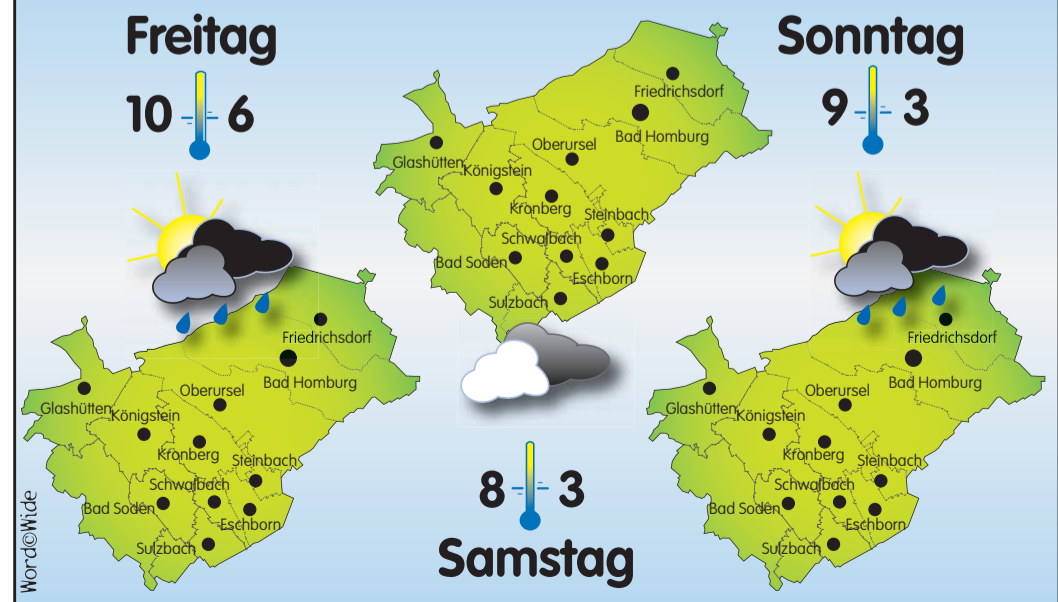 Freitag
10 6
Friedrichsdorf
Bad Homburg
Oberursel
Glashütten
Königstein
Kronberg
Steinbach
Schwalbach
Bad Soden
Eschborn
Sulzbach
Friedrichsdorf
Bad Homburg
Oberursel
Glashütten
Königstein
Kronberg
Steinbach
Schwalbach
Bad Soden
Eschborn
Sulzbach
8 3
Samstag
Sonntag
9 3
Friedrichsdorf
Bad Homburg
Oberursel
Glashütten
Königstein
Kronberg
Steinbach
Schwalbach
Bad Soden
Eschborn
Sulzbach
Word©Wide